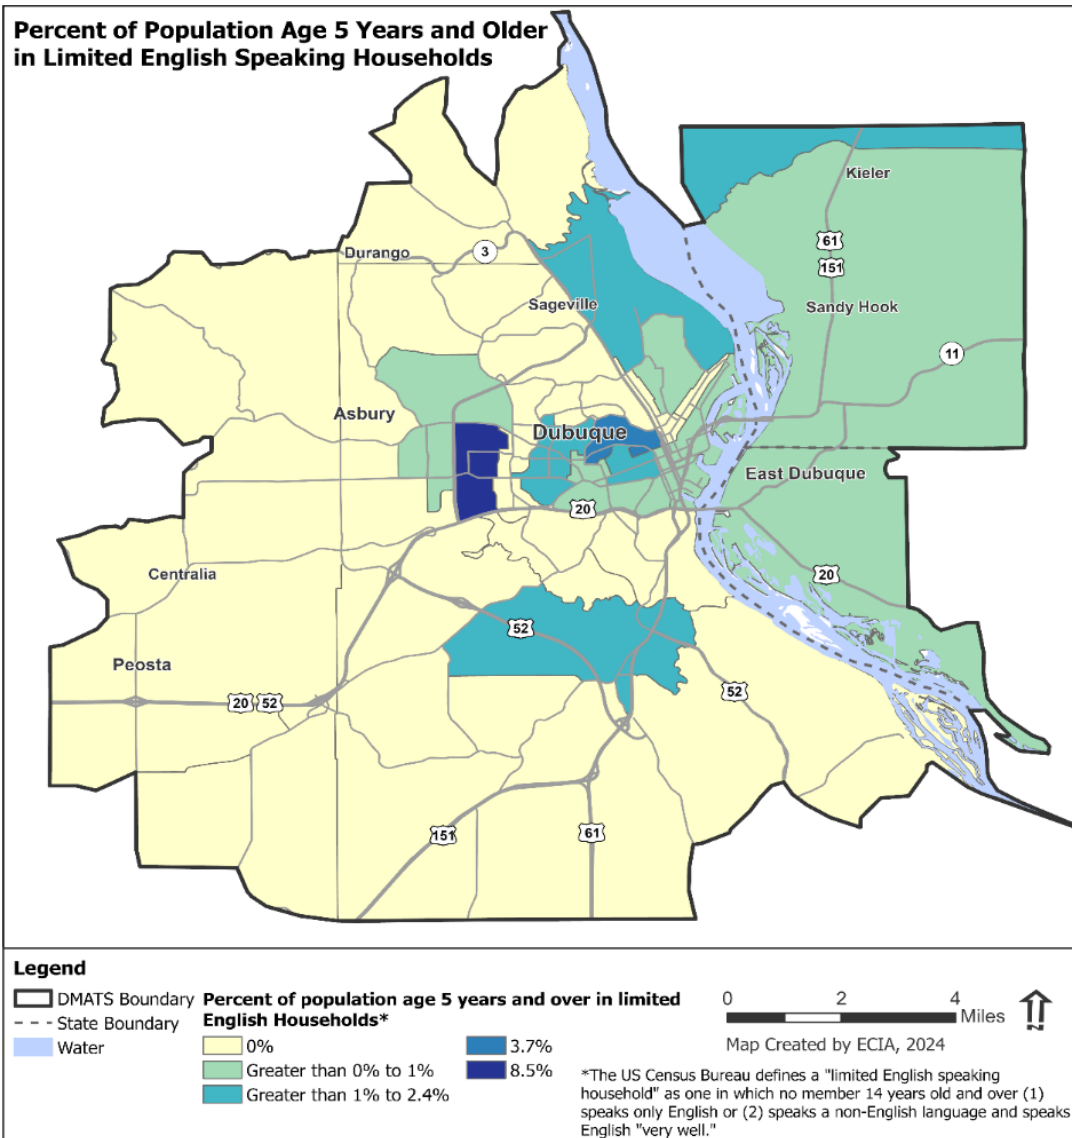 Percent of Population Age 5 Years and Older
in Limited English Speaking Households
Kieler
61
151
Durango
3
Sageville
Sandy Hook
11
Asbury
Dubuque
East Dubuque
20
20
Centralia
52
Peosta
20
52
52
151
61
Legend
DMATS Boundary
State Boundary
Water
Percent of population age 5 years and over in limited
English Households*
0%
Greater than 0% to 1%
Greater than 1% to 2.4%
3.7%
8.5%
0 2 4
Miles
N
Map Created by ECIA, 2024
*The US Census Bureau defines a "limited English speaking
household" as one in which no member 14 years old and over (1)
speaks only English or (2) speaks a non-English language and speaks
English "very well."